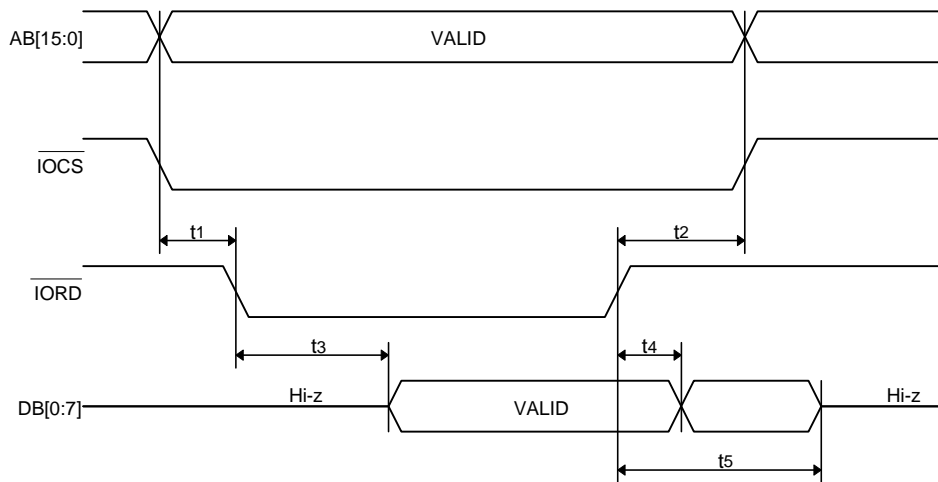 AB[15:0]
VALID
IOCS
t1
t2
IORD
t3
t4
DB[0:7]
Hi-z
VALID
Hi-z
t5